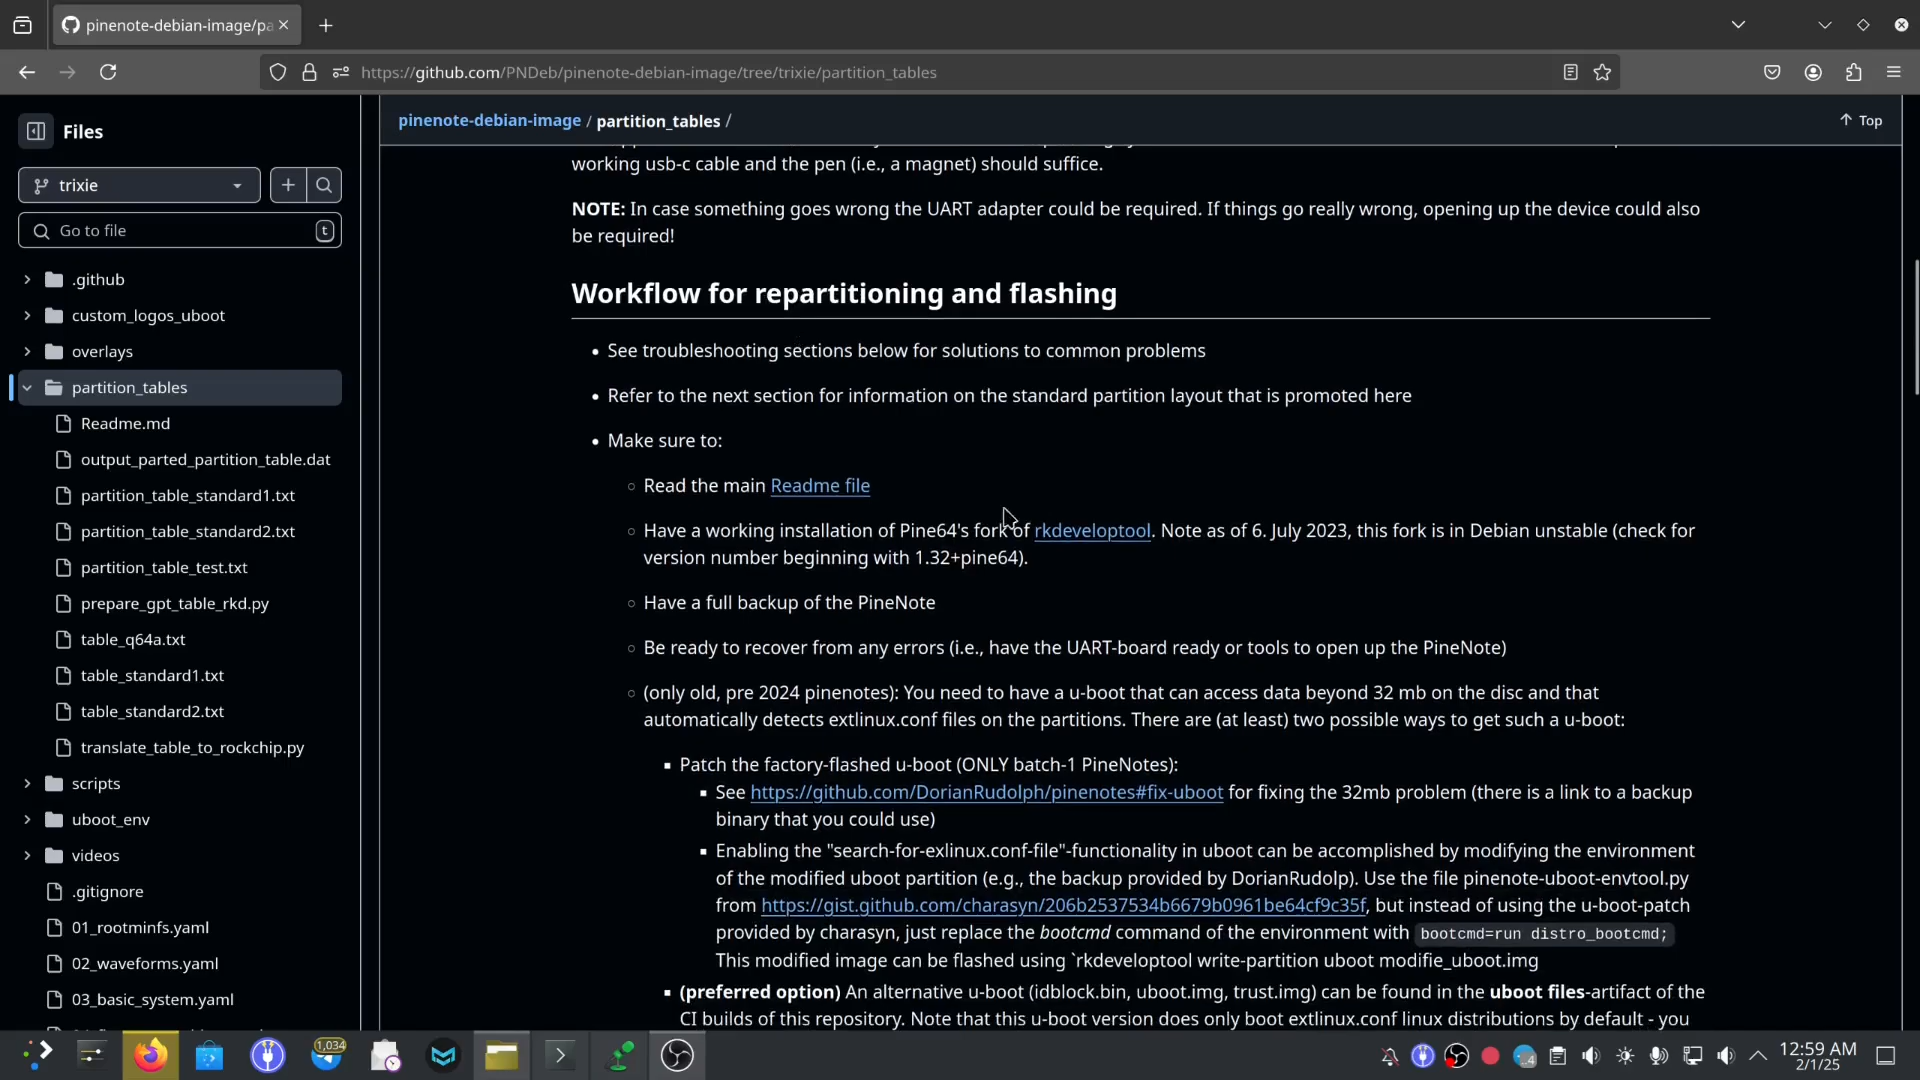 pinenote-debian-image/pa
https://github.com/PNDeb/pinenote-debian-image/tree/trixie/partition_tables
Files
trixie
Go to file
t
.github
custom_logos_uboot
overlays
partition_tables
Readme.md
output_parted_partition_table.dat
partition_table_standard1.txt
partition_table_standard2.txt
partition_table_test.txt
prepare_gpt_table_rkd.py
table_q64a.txt
table_standard1.txt
table_standard2.txt
translate_table_to_rockchip.py
scripts
uboot_env
videos
.gitignore
01_rootminfs.yaml
02_waveforms.yaml
03_basic_system.yaml
pinenote-debian-image / partition_tables /
Top
working usb-c cable and the pen (i.e., a magnet) should suffice.
NOTE: In case something goes wrong the UART adapter could be required. If things go really wrong, opening up the device could also
be required!
Workflow for repartitioning and flashing
• See troubleshooting sections below for solutions to common problems
• Refer to the next section for information on the standard partition layout that is promoted here
• Make sure to:
◦ Read the main Readme file
◦ Have a working installation of Pine64's fork of rkdeveloptool. Note as of 6. July 2023, this fork is in Debian unstable (check for
version number beginning with 1.32+pine64).
◦ Have a full backup of the PineNote
◦ Be ready to recover from any errors (i.e., have the UART-board ready or tools to open up the PineNote)
◦ (only old, pre 2024 pinenotes): You need to have a u-boot that can access data beyond 32 mb on the disc and that
automatically detects extlinux.conf files on the partitions. There are (at least) two possible ways to get such a u-boot:
▪ Patch the factory-flashed u-boot (ONLY batch-1 PineNotes):
▪ See https://github.com/DorianRudolph/pinenotes#fix-uboot for fixing the 32mb problem (there is a link to a backup
binary that you could use)
▪ Enabling the "search-for-exlinux.conf-file"-functionality in uboot can be accomplished by modifying the environment
of the modified uboot partition (e.g., the backup provided by DorianRudolp). Use the file pinenote-uboot-envtool.py
from https://gist.github.com/charasyn/206b2537534b6679b0961be64cf9c35f, but instead of using the u-boot-patch
provided by charasyn, just replace the bootcmd command of the environment with bootcmd=run distro_bootcmd;
This modified image can be flashed using `rkdeveloptool write-partition uboot modifie_uboot.img
▪ (preferred option) An alternative u-boot (idblock.bin, uboot.img, trust.img) can be found in the uboot files-artifact of the
CI builds of this repository. Note that this u-boot version does only boot extlinux.conf linux distributions by default - you
1,034
4
12:59 AM
2/1/25